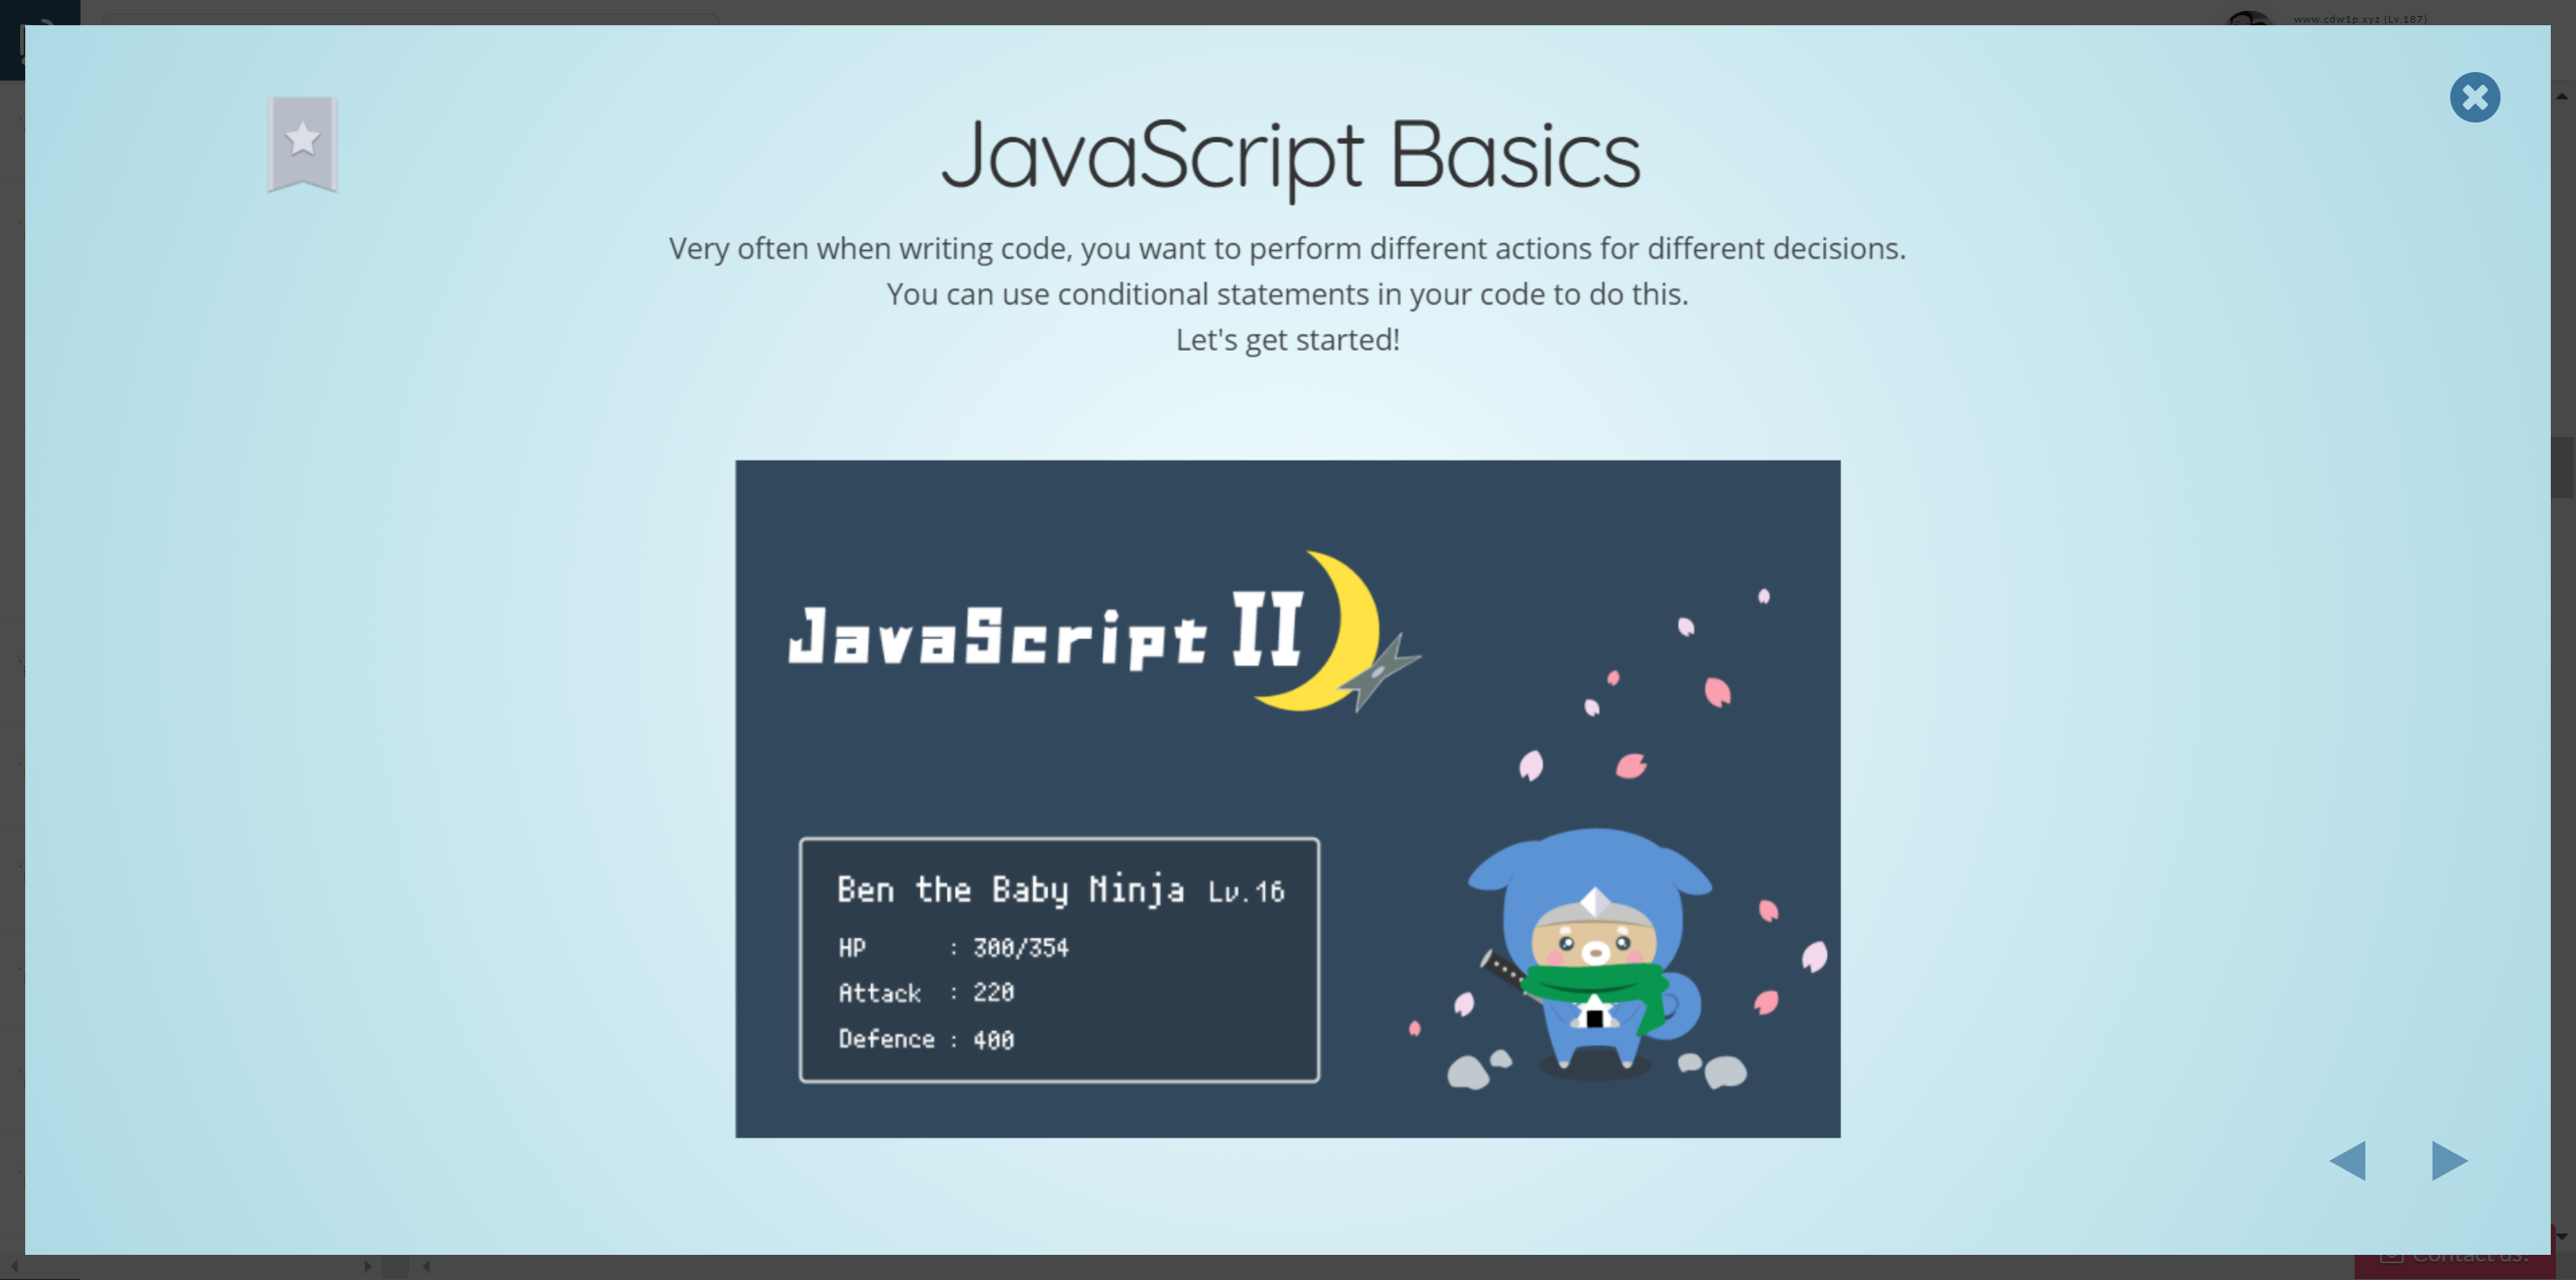 www.cdw1p.xyz (Lv.187)
JavaScript Basics
Very often when writing code, you want to perform different actions for different decisions.
You can use conditional statements in your code to do this.
Let's get started!
JavaScript II
Ben the Baby Ninja Lv.16
HP : 300/354
Attack : 220
Defence : 400
Contact us!